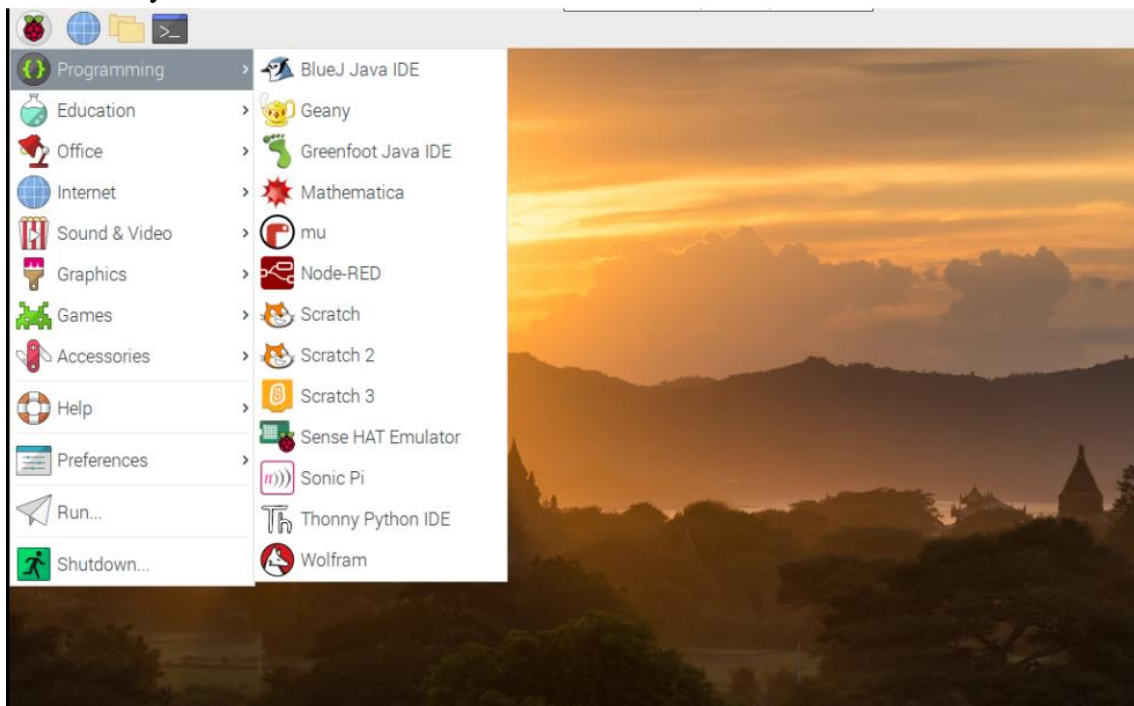 Programming
Education
Office
Internet
Sound & Video
Graphics
Games
Accessories
Help
Preferences
Run...
Shutdown...
BlueJ Java IDE
Geany
Greenfoot Java IDE
Mathematica
mu
Node-RED
Scratch
Scratch 2
Scratch 3
Sense HAT Emulator
Sonic Pi
Thonny Python IDE
Wolfram